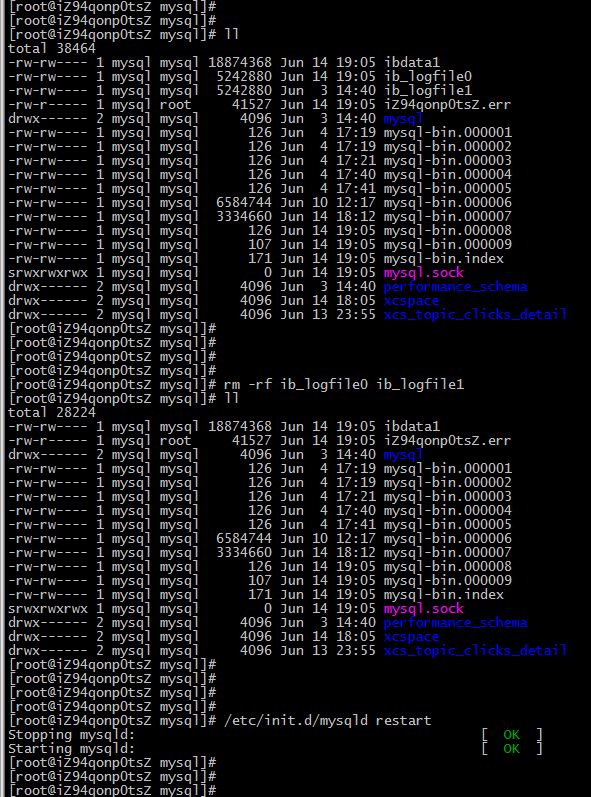 [root@iZ94qonp0tsZ mysql]#
[root@iZ94qonp0tsZ mysql]#
[root@iZ94qonp0tsZ mysql]# ll
total 38464
-rw-rw---- 1 mysql mysql 18874368 Jun 14 19:05 ibdata1
-rw-rw---- 1 mysql mysql  5242880 Jun 14 19:05 ib_logfile0
-rw-rw---- 1 mysql mysql  5242880 Jun  3 14:40 ib_logfile1
-rw-r----- 1 mysql root     41527 Jun 14 19:05 iZ94qonp0tsZ.err
drwx------ 2 mysql mysql     4096 Jun  3 14:40 mysql
-rw-rw---- 1 mysql mysql      126 Jun  4 17:19 mysql-bin.000001
-rw-rw---- 1 mysql mysql      126 Jun  4 17:19 mysql-bin.000002
-rw-rw---- 1 mysql mysql      126 Jun  4 17:21 mysql-bin.000003
-rw-rw---- 1 mysql mysql      126 Jun  4 17:40 mysql-bin.000004
-rw-rw---- 1 mysql mysql      126 Jun  4 17:41 mysql-bin.000005
-rw-rw---- 1 mysql mysql  6584744 Jun 10 12:17 mysql-bin.000006
-rw-rw---- 1 mysql mysql  3334660 Jun 14 18:12 mysql-bin.000007
-rw-rw---- 1 mysql mysql      126 Jun 14 19:05 mysql-bin.000008
-rw-rw---- 1 mysql mysql      107 Jun 14 19:05 mysql-bin.000009
-rw-rw---- 1 mysql mysql      171 Jun 14 19:05 mysql-bin.index
srwxrwxrwx 1 mysql mysql        0 Jun 14 19:05 mysql.sock
drwx------ 2 mysql mysql     4096 Jun  3 14:40 performance_schema
drwx------ 2 mysql mysql     4096 Jun 14 18:05 xcspace
drwx------ 2 mysql mysql     4096 Jun 13 23:55 xcs_topic_clicks_detail
[root@iZ94qonp0tsZ mysql]#
[root@iZ94qonp0tsZ mysql]#
[root@iZ94qonp0tsZ mysql]#
[root@iZ94qonp0tsZ mysql]#
[root@iZ94qonp0tsZ mysql]# rm -rf ib_logfile0 ib_logfile1
[root@iZ94qonp0tsZ mysql]# ll
total 28224
-rw-rw---- 1 mysql mysql 18874368 Jun 14 19:05 ibdata1
-rw-r----- 1 mysql root     41527 Jun 14 19:05 iZ94qonp0tsZ.err
drwx------ 2 mysql mysql     4096 Jun  3 14:40 mysql
-rw-rw---- 1 mysql mysql      126 Jun  4 17:19 mysql-bin.000001
-rw-rw---- 1 mysql mysql      126 Jun  4 17:19 mysql-bin.000002
-rw-rw---- 1 mysql mysql      126 Jun  4 17:21 mysql-bin.000003
-rw-rw---- 1 mysql mysql      126 Jun  4 17:40 mysql-bin.000004
-rw-rw---- 1 mysql mysql      126 Jun  4 17:41 mysql-bin.000005
-rw-rw---- 1 mysql mysql  6584744 Jun 10 12:17 mysql-bin.000006
-rw-rw---- 1 mysql mysql  3334660 Jun 14 18:12 mysql-bin.000007
-rw-rw---- 1 mysql mysql      126 Jun 14 19:05 mysql-bin.000008
-rw-rw---- 1 mysql mysql      107 Jun 14 19:05 mysql-bin.000009
-rw-rw---- 1 mysql mysql      171 Jun 14 19:05 mysql-bin.index
srwxrwxrwx 1 mysql mysql        0 Jun 14 19:05 mysql.sock
drwx------ 2 mysql mysql     4096 Jun  3 14:40 performance_schema
drwx------ 2 mysql mysql     4096 Jun 14 18:05 xcspace
drwx------ 2 mysql mysql     4096 Jun 13 23:55 xcs_topic_clicks_detail
[root@iZ94qonp0tsZ mysql]#
[root@iZ94qonp0tsZ mysql]#
[root@iZ94qonp0tsZ mysql]#
[root@iZ94qonp0tsZ mysql]#
[root@iZ94qonp0tsZ mysql]# /etc/init.d/mysqld restart
Stopping mysqld: [ OK ]
Starting mysqld: [ OK ]
[root@iZ94qonp0tsZ mysql]#
[root@iZ94qonp0tsZ mysql]#
[root@iZ94qonp0tsZ mysql]#